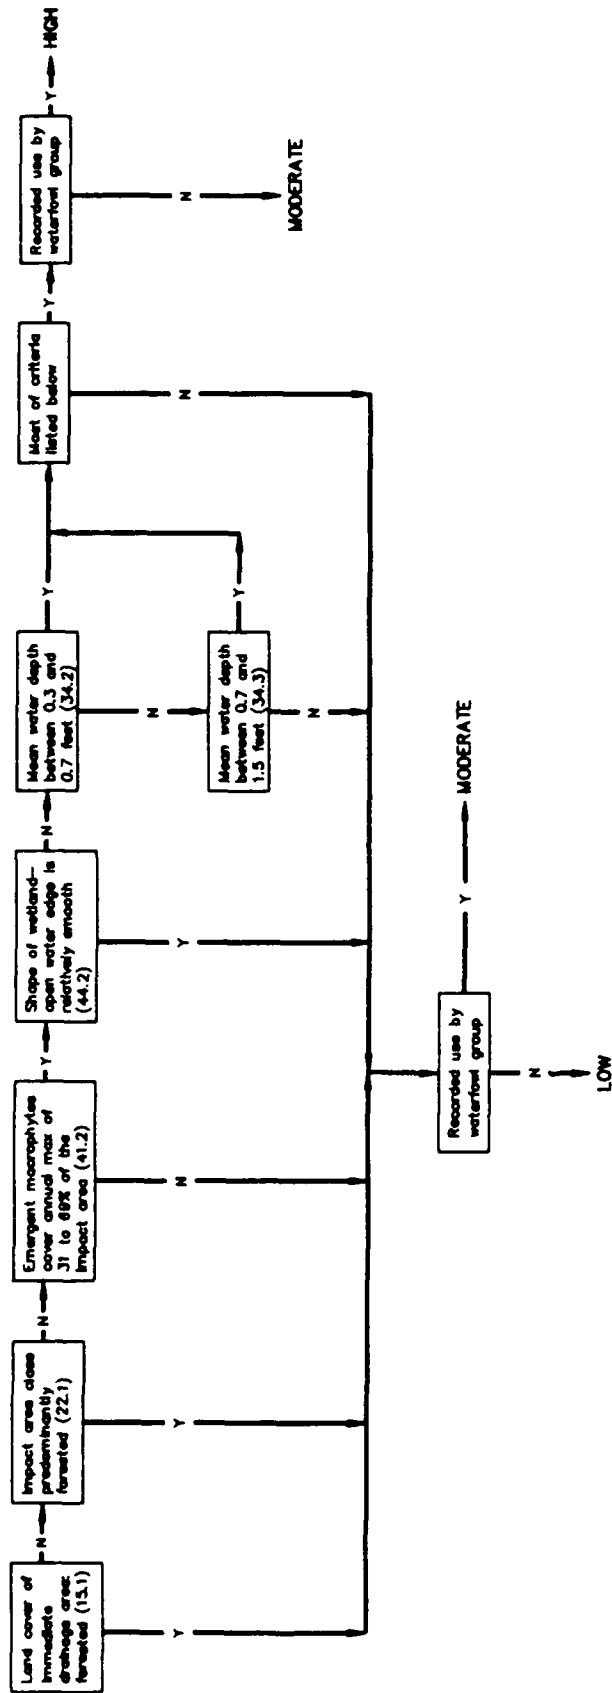 Land cover of
immediate
drainage area:
forested (15.1)
N
Y
Impact area class
predominantly
forested (22.1)
N
Y
Emergent macrophytes
cover annual max of
31 to 69% of the
impact area (41.2)
Y
N
Shape of wetland–
open water edge is
relatively smooth
(44.2)
N
Y
Mean water depth
between 0.3 and
0.7 feet (34.2)
Y
N
Mean water depth
between 0.7 and
1.5 feet (34.3)
Y
N
Most of criteria
listed below
Y
N
Recorded use by
waterfowl group
Y
HIGH
N
MODERATE
Recorded use by
waterfowl group
Y
MODERATE
N
LOW